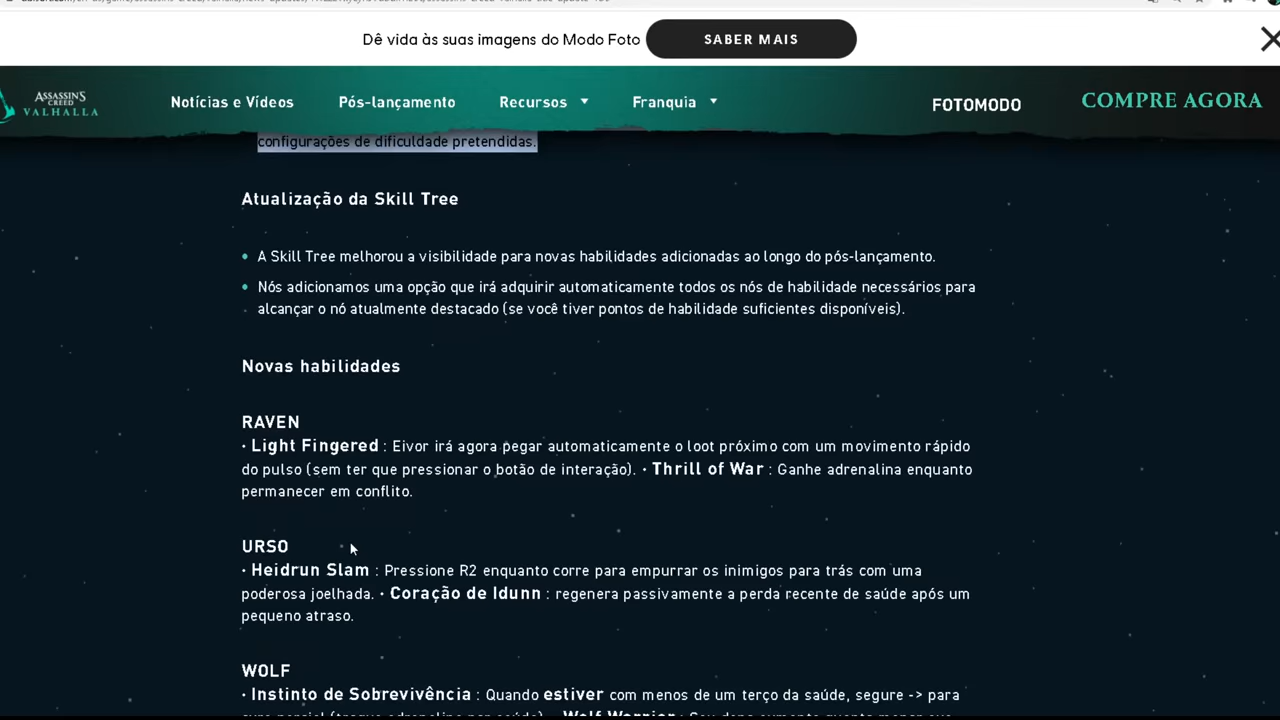 Dê vida às suas imagens do Modo Foto
SABER MAIS
ASSASSIN'S
CREED
VALHALLA
Notícias e Vídeos
Pós-lançamento
Recursos
Franquia
FOTOMODO
COMPRE AGORA
configurações de dificuldade pretendidas.
Atualização da Skill Tree
• A Skill Tree melhorou a visibilidade para novas habilidades adicionadas ao longo do pós-lançamento.
• Nós adicionamos uma opção que irá adquirir automaticamente todos os nós de habilidade necessários para
alcançar o nó atualmente destacado (se você tiver pontos de habilidade suficientes disponíveis).
Novas habilidades
RAVEN
• Light Fingered : Eivor irá agora pegar automaticamente o loot próximo com um movimento rápido
do pulso (sem ter que pressionar o botão de interação). • Thrill of War : Ganhe adrenalina enquanto
permanecer em conflito.
URSO
• Heidrun Slam : Pressione R2 enquanto corre para empurrar os inimigos para trás com uma
poderosa joelhada. • Coração de Idunn : regenera passivamente a perda recente de saúde após um
pequeno atraso.
WOLF
• Instinto de Sobrevivência : Quando estiver com menos de um terço da saúde, segure -> para